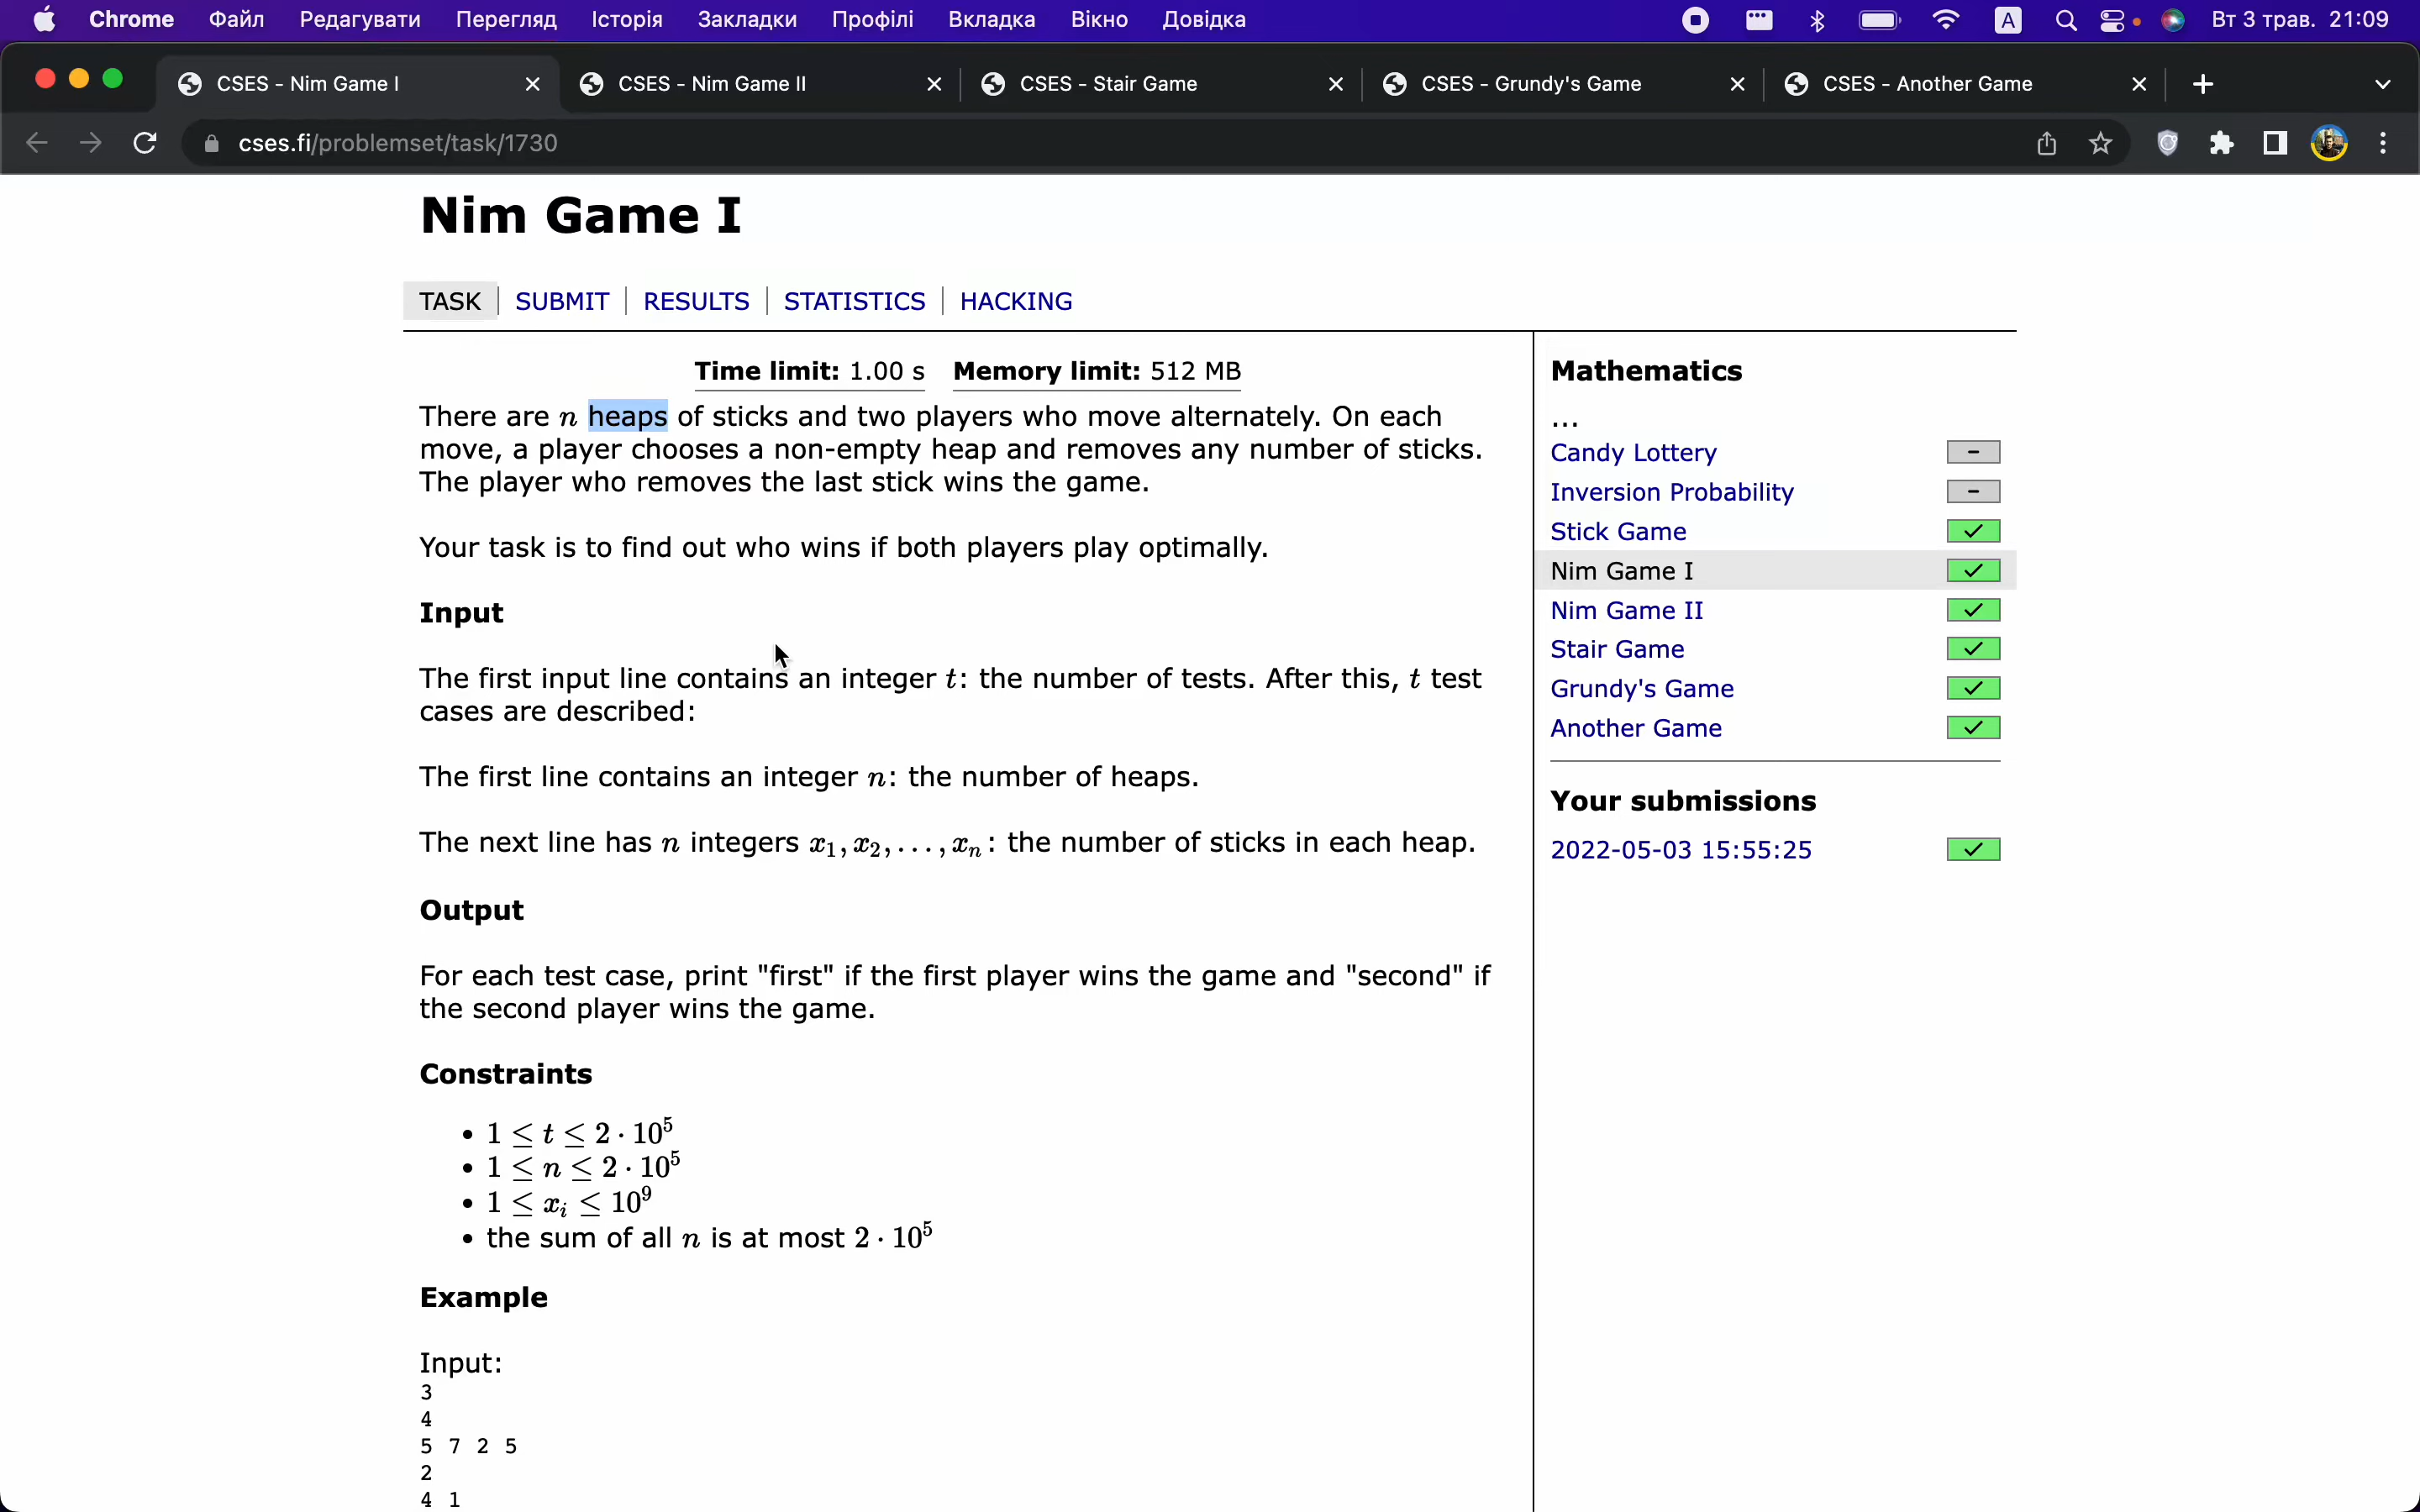 Chrome Файл Редагувати Перегляд Історія Закладки Профілі Вкладка Вікно Довідка A Вт 3 трав. 21:09
CSES - Nim Game I CSES - Nim Game II CSES - Stair Game CSES - Grundy's Game CSES - Another Game
cses.fi/problemset/task/1730
Nim Game I
TASK SUBMIT RESULTS STATISTICS HACKING
Time limit: 1.00 s Memory limit: 512 MB
There are n heaps of sticks and two players who move alternately. On each
move, a player chooses a non-empty heap and removes any number of sticks.
The player who removes the last stick wins the game.
Your task is to find out who wins if both players play optimally.
Input
The first input line contains an integer t: the number of tests. After this, t test
cases are described:
The first line contains an integer n: the number of heaps.
The next line has n integers x₁, x₂, . . . , xₙ: the number of sticks in each heap.
Output
For each test case, print "first" if the first player wins the game and "second" if
the second player wins the game.
Constraints
• 1 ≤ t ≤ 2 · 10⁵
• 1 ≤ n ≤ 2 · 10⁵
• 1 ≤ xᵢ ≤ 10⁹
• the sum of all n is at most 2 · 10⁵
Example
Input:
3
4
5 7 2 5
2
4 1
Mathematics
...
Candy Lottery –
Inversion Probability –
Stick Game ✓
Nim Game I ✓
Nim Game II ✓
Stair Game ✓
Grundy's Game ✓
Another Game ✓
Your submissions
2022-05-03 15:55:25 ✓